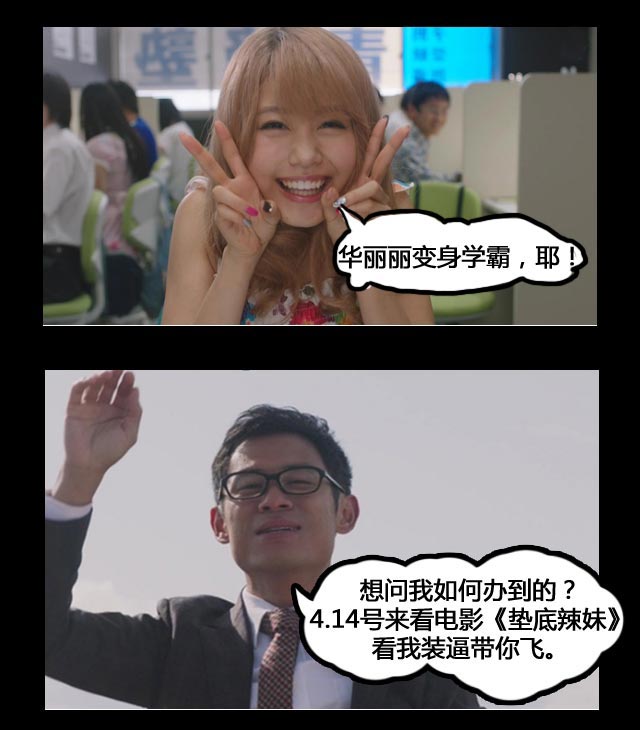 华丽丽变身学霸，耶！
想问我如何办到的？
4.14号来看电影《垫底辣妹》
看我装逼带你飞。